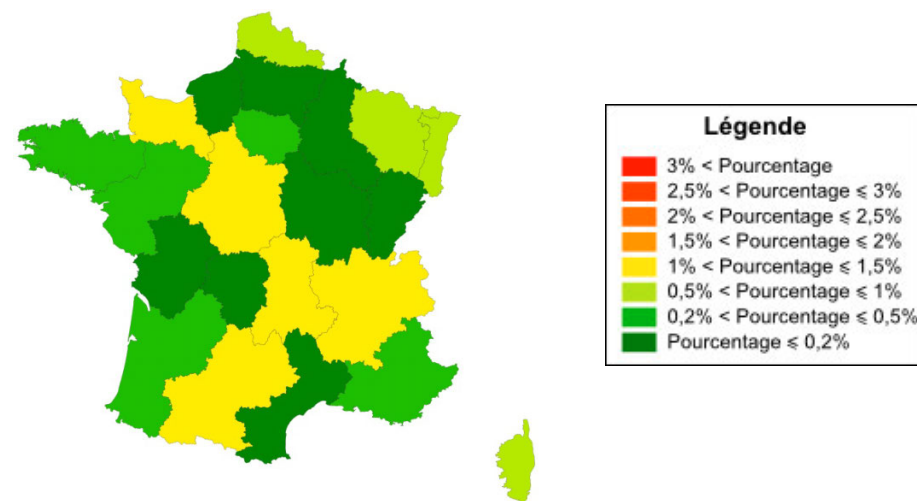 Légende
3% < Pourcentage
2,5% < Pourcentage ⩽ 3%
2% < Pourcentage ⩽ 2,5%
1,5% < Pourcentage ⩽ 2%
1% < Pourcentage ⩽ 1,5%
0,5% < Pourcentage ⩽ 1%
0,2% < Pourcentage ⩽ 0,5%
Pourcentage ⩽ 0,2%